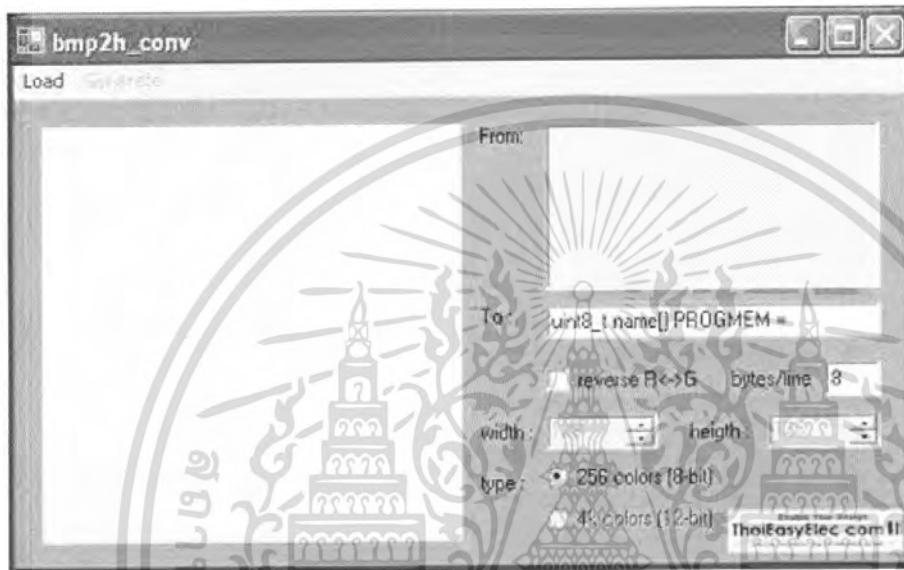 bmp2h_conv
Load Generate
From:
To : uint8_t name[] PROGMEM =
reverse R<->G bytes/line 8
width : heigth :
type : 256 colors (8-bit)
4k colors (12-bit)
ThaiEasyElec.com